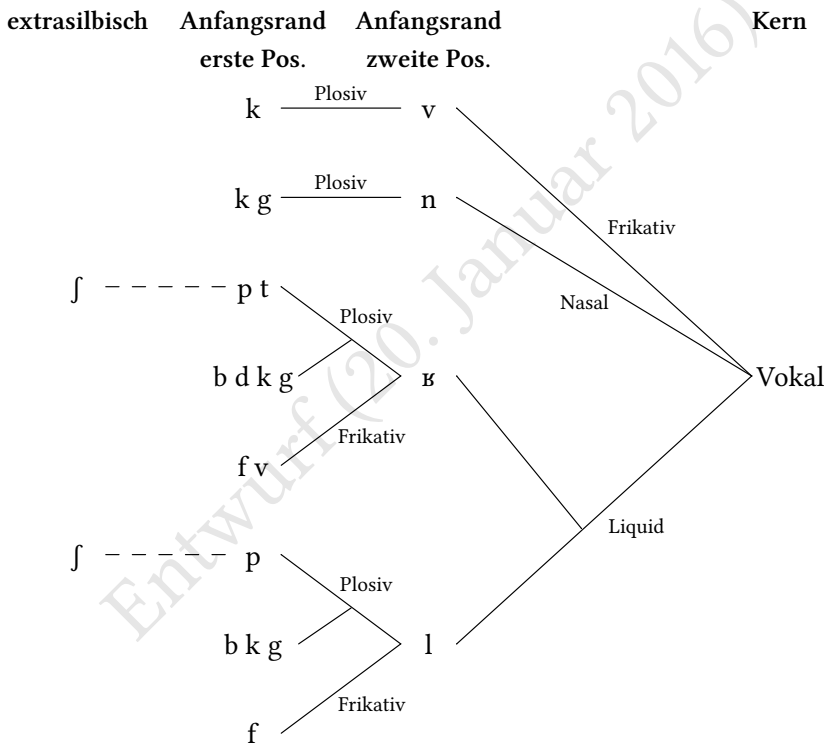 extrasilbisch Anfangsrand Anfangsrand Kern
erste Pos. zweite Pos.
k Plosiv v
k g Plosiv n
Frikativ
ʃ p t
Nasal
Plosiv
b d k g ʁ Vokal
Frikativ
f v
Liquid
ʃ p
Plosiv
b k g l
Frikativ
f
Entwurf (20. Januar 2016)